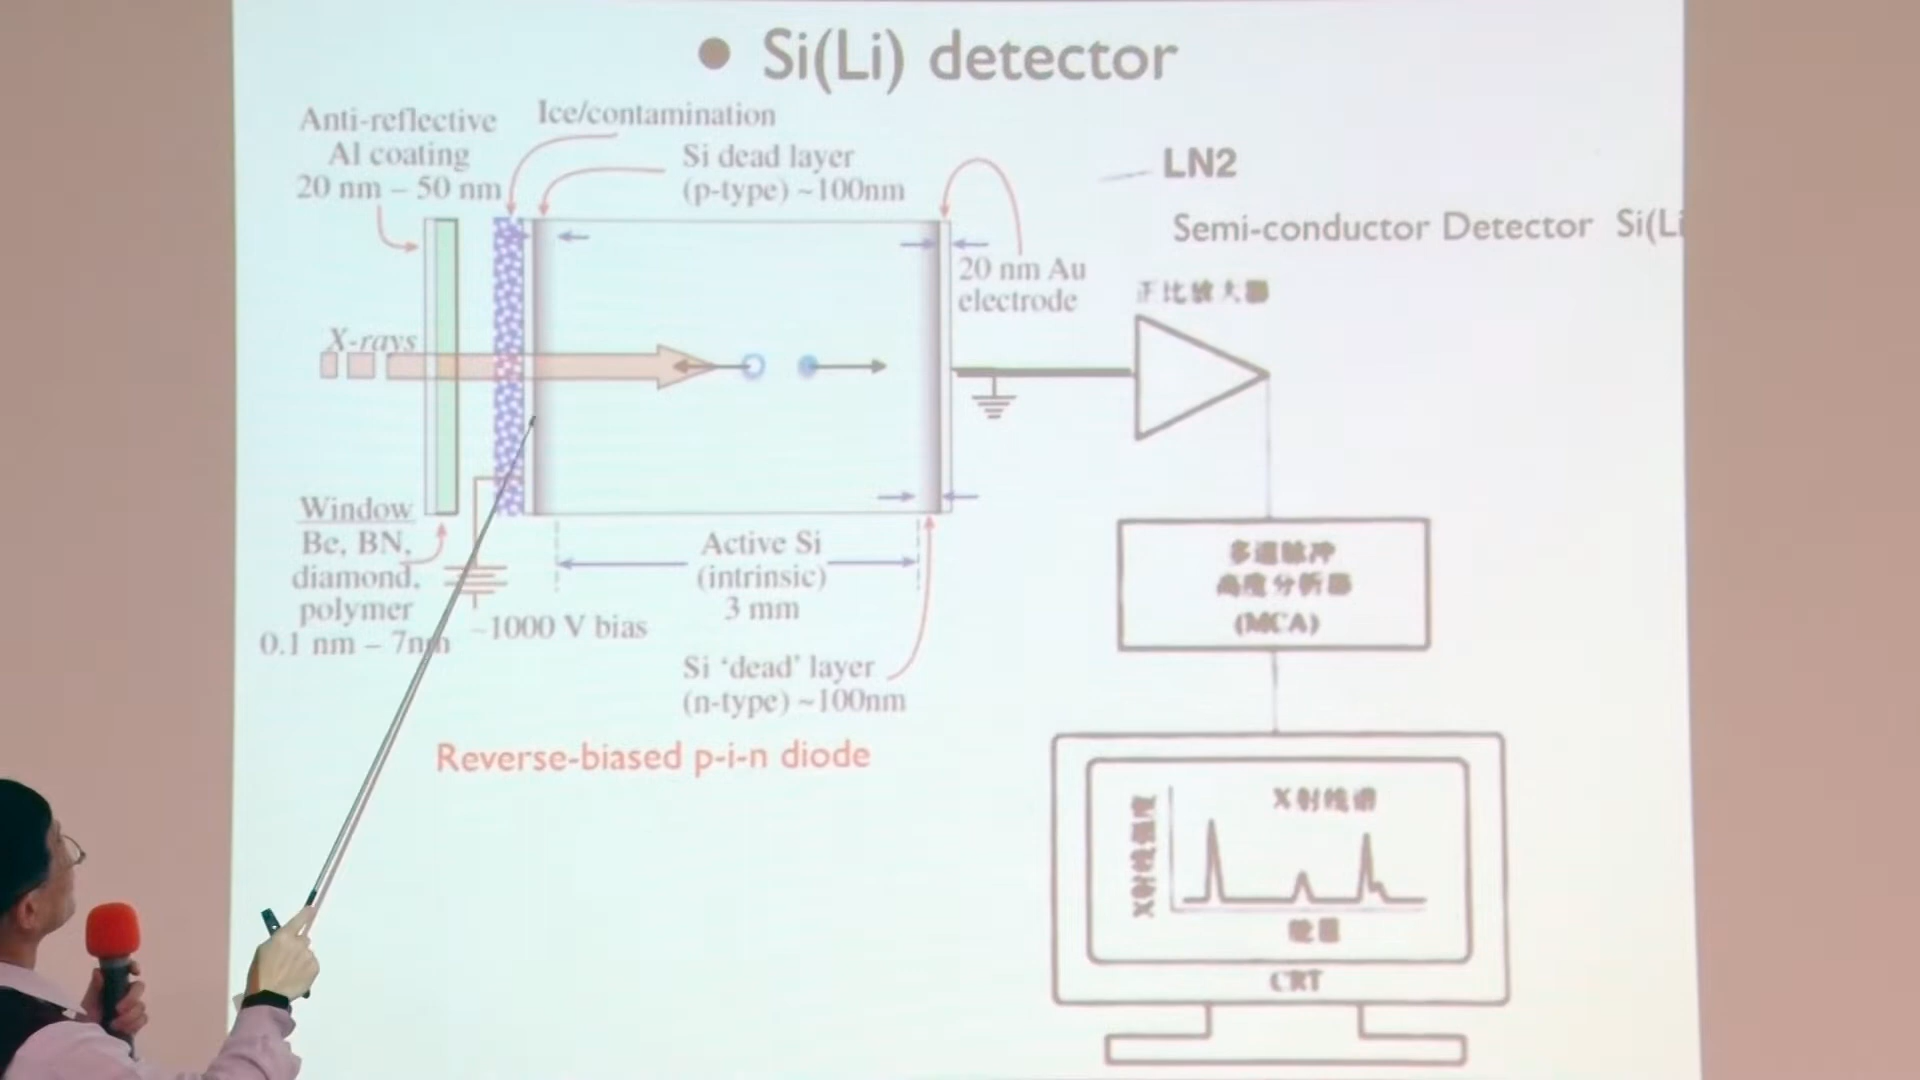 • Si(Li) detector
Anti-reflective
Al coating
20 nm – 50 nm
Ice/contamination
Si dead layer
(p-type) ~100nm
LN2
Semi-conductor Detector Si(Li
20 nm Au
electrode
正比放大器
X-rays
Window
Be, BN,
diamond,
polymer
0.1 nm – 7nm
~1000 V bias
Active Si
(intrinsic)
3 mm
Si ‘dead’ layer
(n-type) ~100nm
Reverse-biased p-i-n diode
多道脉冲
高度分析器
(MCA)
X射线谱
X射线强度
能量
CRT